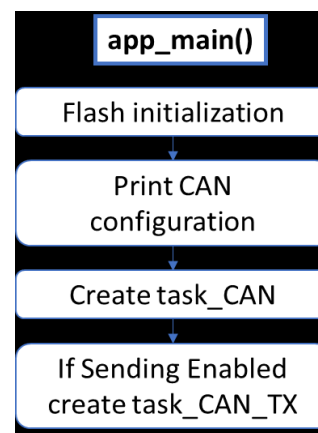 app_main()
Flash initialization
Print CAN
configuration
Create task_CAN
If Sending Enabled
create task_CAN_TX